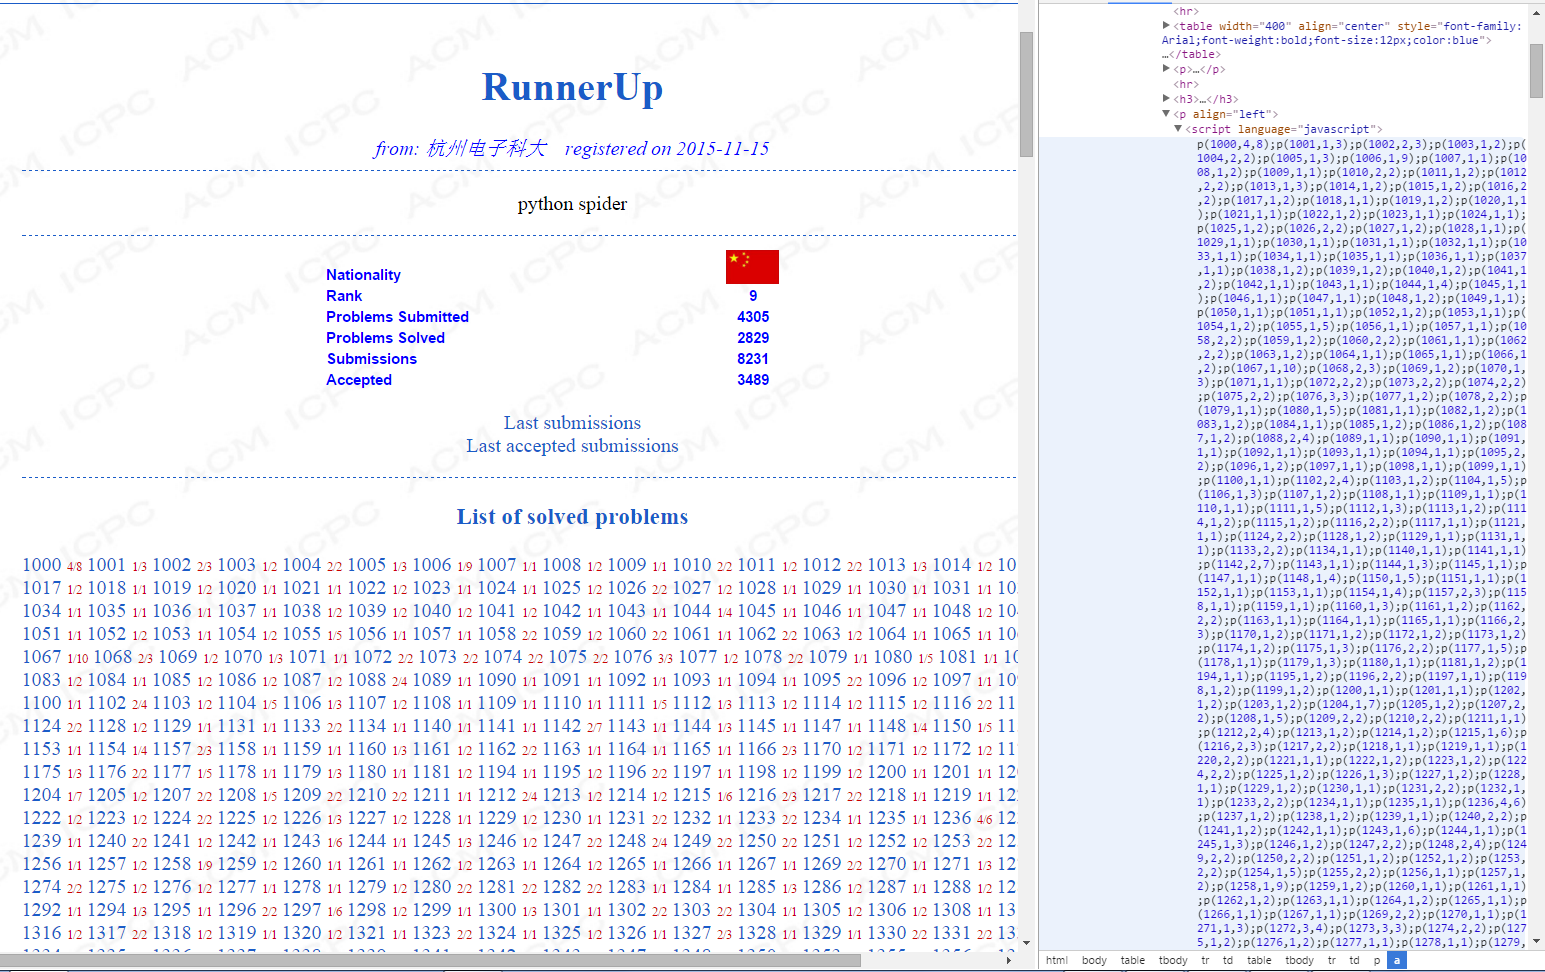 RunnerUp
from: 杭州电子科大 registered on 2015-11-15
python spider
Nationality
Rank 9
Problems Submitted 4305
Problems Solved 2829
Submissions 8231
Accepted 3489
Last submissions
Last accepted submissions
List of solved problems
1000 4/8 1001 1/3 1002 2/3 1003 1/2 1004 2/2 1005 1/3 1006 1/9 1007 1/1 1008 1/2 1009 1/1 1010 2/2 1011 1/2 1012 2/2 1013 1/3 1014 1/2 10
1017 1/2 1018 1/1 1019 1/2 1020 1/1 1021 1/1 1022 1/2 1023 1/1 1024 1/1 1025 1/2 1026 2/2 1027 1/2 1028 1/1 1029 1/1 1030 1/1 1031 1/1 10
1034 1/1 1035 1/1 1036 1/1 1037 1/1 1038 1/2 1039 1/2 1040 1/2 1041 1/2 1042 1/1 1043 1/1 1044 1/4 1045 1/1 1046 1/1 1047 1/1 1048 1/2 10
1051 1/1 1052 1/2 1053 1/1 1054 1/2 1055 1/5 1056 1/1 1057 1/1 1058 2/2 1059 1/2 1060 2/2 1061 1/1 1062 2/2 1063 1/2 1064 1/1 1065 1/1 10
1067 1/10 1068 2/3 1069 1/2 1070 1/3 1071 1/1 1072 2/2 1073 2/2 1074 2/2 1075 2/2 1076 3/3 1077 1/2 1078 2/2 1079 1/1 1080 1/5 1081 1/1 10
1083 1/2 1084 1/1 1085 1/2 1086 1/2 1087 1/2 1088 2/4 1089 1/1 1090 1/1 1091 1/1 1092 1/1 1093 1/1 1094 1/1 1095 2/2 1096 1/2 1097 1/1 109
1100 1/1 1102 2/4 1103 1/2 1104 1/5 1106 1/3 1107 1/2 1108 1/1 1109 1/1 1110 1/1 1111 1/5 1112 1/3 1113 1/2 1114 1/2 1115 1/2 1116 2/2 11
1124 2/2 1128 1/2 1129 1/1 1131 1/1 1133 2/2 1134 1/1 1140 1/1 1141 1/1 1142 2/7 1143 1/1 1144 1/3 1145 1/1 1147 1/1 1148 1/4 1150 1/5 11
1153 1/1 1154 1/4 1157 2/3 1158 1/1 1159 1/1 1160 1/3 1161 1/2 1162 2/2 1163 1/1 1164 1/1 1165 1/1 1166 2/3 1170 1/2 1171 1/2 1172 1/2 11
1175 1/3 1176 2/2 1177 1/5 1178 1/1 1179 1/3 1180 1/1 1181 1/2 1194 1/1 1195 1/2 1196 2/2 1197 1/1 1198 1/2 1199 1/2 1200 1/1 1201 1/1 120
1204 1/7 1205 1/2 1207 2/2 1208 1/5 1209 2/2 1210 2/2 1211 1/1 1212 2/4 1213 1/2 1214 1/2 1215 1/6 1216 2/3 1217 2/2 1218 1/1 1219 1/1 12
1222 1/2 1223 1/2 1224 2/2 1225 1/2 1226 1/3 1227 1/2 1228 1/1 1229 1/2 1230 1/1 1231 2/2 1232 1/1 1233 2/2 1234 1/1 1235 1/1 1236 4/6 12
1239 1/1 1240 2/2 1241 1/2 1242 1/1 1243 1/6 1244 1/1 1245 1/3 1246 1/2 1247 2/2 1248 2/4 1249 2/2 1250 2/2 1251 1/2 1252 1/2 1253 2/2 12
1256 1/1 1257 1/2 1258 1/9 1259 1/2 1260 1/1 1261 1/1 1262 1/2 1263 1/1 1264 1/2 1265 1/1 1266 1/1 1267 1/1 1269 2/2 1270 1/1 1271 1/3 12
1274 2/2 1275 1/2 1276 1/2 1277 1/1 1278 1/1 1279 1/2 1280 2/2 1281 2/2 1282 2/2 1283 1/1 1284 1/1 1285 1/3 1286 1/2 1287 1/1 1288 1/2 12
1292 1/1 1294 1/3 1295 1/1 1296 2/2 1297 1/6 1298 1/2 1299 1/1 1300 1/3 1301 1/1 1302 2/2 1303 2/2 1304 1/1 1305 1/2 1306 1/2 1308 1/1 13
1316 1/2 1317 2/2 1318 1/2 1319 1/1 1320 1/2 1321 1/1 1323 2/2 1324 1/1 1325 1/2 1326 1/1 1327 2/3 1328 1/1 1329 1/1 1330 2/2 1331 2/2 13
<hr>
<table width="400" align="center" style="font-family:
Arial;font-weight:bold;font-size:12px;color:blue">
…</table>
<p>…</p>
<hr>
<h3>…</h3>
<p align="left">
<script language="javascript">
p(1000,4,8);p(1001,1,3);p(1002,2,3);p(1003,1,2);p(
1004,2,2);p(1005,1,3);p(1006,1,9);p(1007,1,1);p(10
08,1,2);p(1009,1,1);p(1010,2,2);p(1011,1,2);p(1012
,2,2);p(1013,1,3);p(1014,1,2);p(1015,1,2);p(1016,2
,2);p(1017,1,2);p(1018,1,1);p(1019,1,2);p(1020,1,1
);p(1021,1,1);p(1022,1,2);p(1023,1,1);p(1024,1,1);
p(1025,1,2);p(1026,2,2);p(1027,1,2);p(1028,1,1);p(
1029,1,1);p(1030,1,1);p(1031,1,1);p(1032,1,1);p(10
33,1,1);p(1034,1,1);p(1035,1,1);p(1036,1,1);p(1037
,1,1);p(1038,1,2);p(1039,1,2);p(1040,1,2);p(1041,1
,2);p(1042,1,1);p(1043,1,1);p(1044,1,4);p(1045,1,1
);p(1046,1,1);p(1047,1,1);p(1048,1,2);p(1049,1,1);
p(1050,1,1);p(1051,1,1);p(1052,1,2);p(1053,1,1);p(
1054,1,2);p(1055,1,5);p(1056,1,1);p(1057,1,1);p(10
58,2,2);p(1059,1,2);p(1060,2,2);p(1061,1,1);p(1062
,2,2);p(1063,1,2);p(1064,1,1);p(1065,1,1);p(1066,1
,2);p(1067,1,10);p(1068,2,3);p(1069,1,2);p(1070,1,
3);p(1071,1,1);p(1072,2,2);p(1073,2,2);p(1074,2,2)
;p(1075,2,2);p(1076,3,3);p(1077,1,2);p(1078,2,2);p
(1079,1,1);p(1080,1,5);p(1081,1,1);p(1082,1,2);p(1
083,1,2);p(1084,1,1);p(1085,1,2);p(1086,1,2);p(108
7,1,2);p(1088,2,4);p(1089,1,1);p(1090,1,1);p(1091,
1,1);p(1092,1,1);p(1093,1,1);p(1094,1,1);p(1095,2,
2);p(1096,1,2);p(1097,1,1);p(1098,1,1);p(1099,1,1)
;p(1100,1,1);p(1102,2,4);p(1103,1,2);p(1104,1,5);p
(1106,1,3);p(1107,1,2);p(1108,1,1);p(1109,1,1);p(1
110,1,1);p(1111,1,5);p(1112,1,3);p(1113,1,2);p(111
4,1,2);p(1115,1,2);p(1116,2,2);p(1117,1,1);p(1121,
1,1);p(1124,2,2);p(1128,1,2);p(1129,1,1);p(1131,1,
1);p(1133,2,2);p(1134,1,1);p(1140,1,1);p(1141,1,1)
;p(1142,2,7);p(1143,1,1);p(1144,1,3);p(1145,1,1);p
(1147,1,1);p(1148,1,4);p(1150,1,5);p(1151,1,1);p(1
152,1,1);p(1153,1,1);p(1154,1,4);p(1157,2,3);p(115
8,1,1);p(1159,1,1);p(1160,1,3);p(1161,1,2);p(1162,
2,2);p(1163,1,1);p(1164,1,1);p(1165,1,1);p(1166,2,
3);p(1170,1,2);p(1171,1,2);p(1172,1,2);p(1173,1,2)
;p(1174,1,2);p(1175,1,3);p(1176,2,2);p(1177,1,5);p
(1178,1,1);p(1179,1,3);p(1180,1,1);p(1181,1,2);p(1
194,1,1);p(1195,1,2);p(1196,2,2);p(1197,1,1);p(119
8,1,2);p(1199,1,2);p(1200,1,1);p(1201,1,1);p(1202,
1,2);p(1203,1,2);p(1204,1,7);p(1205,1,2);p(1207,2,
2);p(1208,1,5);p(1209,2,2);p(1210,2,2);p(1211,1,1)
;p(1212,2,4);p(1213,1,2);p(1214,1,2);p(1215,1,6);p
(1216,2,3);p(1217,2,2);p(1218,1,1);p(1219,1,1);p(1
220,2,2);p(1221,1,1);p(1222,1,2);p(1223,1,2);p(122
4,2,2);p(1225,1,2);p(1226,1,3);p(1227,1,2);p(1228,
1,1);p(1229,1,2);p(1230,1,1);p(1231,2,2);p(1232,1,
1);p(1233,2,2);p(1234,1,1);p(1235,1,1);p(1236,4,6)
;p(1237,1,2);p(1238,1,2);p(1239,1,1);p(1240,2,2);p
(1241,1,2);p(1242,1,1);p(1243,1,6);p(1244,1,1);p(1
245,1,3);p(1246,1,2);p(1247,2,2);p(1248,2,4);p(124
9,2,2);p(1250,2,2);p(1251,1,2);p(1252,1,2);p(1253,
2,2);p(1254,1,5);p(1255,2,2);p(1256,1,1);p(1257,1,
2);p(1258,1,9);p(1259,1,2);p(1260,1,1);p(1261,1,1)
;p(1262,1,2);p(1263,1,1);p(1264,1,2);p(1265,1,1);p
(1266,1,1);p(1267,1,1);p(1269,2,2);p(1270,1,1);p(1
271,1,3);p(1272,3,4);p(1273,3,3);p(1274,2,2);p(127
5,1,2);p(1276,1,2);p(1277,1,1);p(1278,1,1);p(1279,
html body table tbody tr td table tbody tr td p a